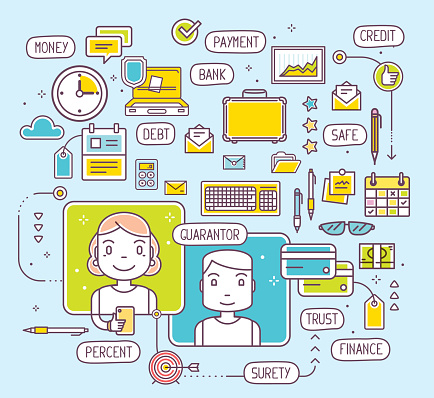 MONEY
PAYMENT
CREDIT
BANK
DEBT
SAFE
GUARANTOR
TRUST
PERCENT
FINANCE
SURETY